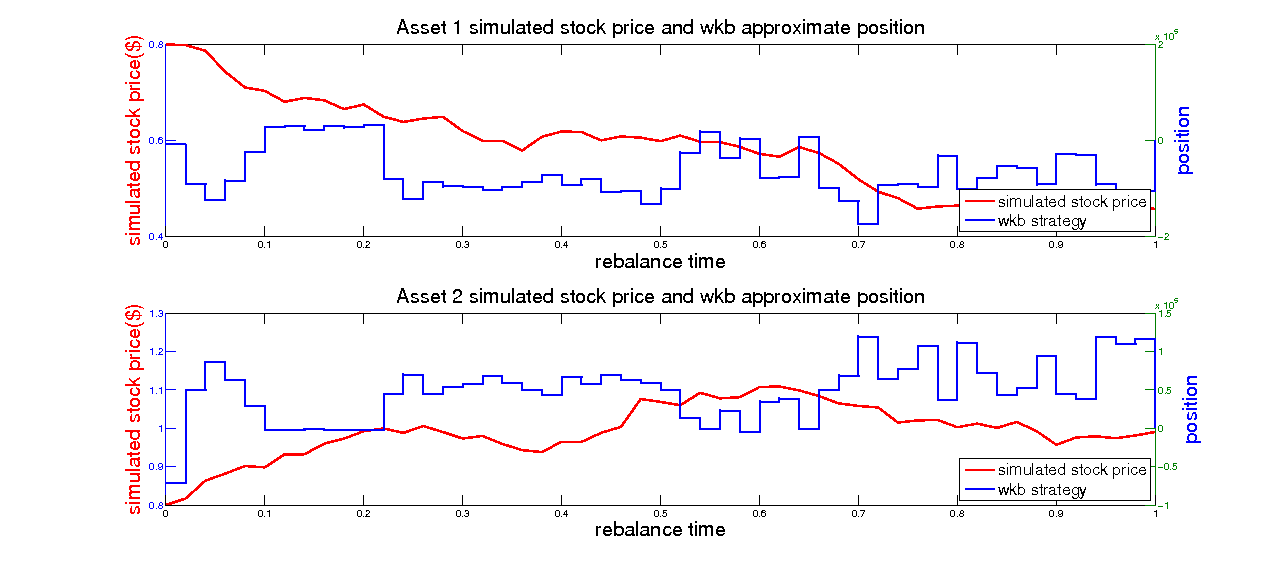 Asset 1 simulated stock price and wkb approximate position
x 10^5
simulated stock price($)
0.8
0.6
0.4
2
0
-2
position
simulated stock price
wkb strategy
0 0.1 0.2 0.3 0.4 0.5 0.6 0.7 0.8 0.9 1
rebalance time
Asset 2 simulated stock price and wkb approximate position
simulated stock price($)
1.3
1.2
1.1
1
0.9
0.8
1.5
1
0.5
0
-0.5
-1
position
simulated stock price
wkb strategy
0 0.1 0.2 0.3 0.4 0.5 0.6 0.7 0.8 0.9 1
rebalance time